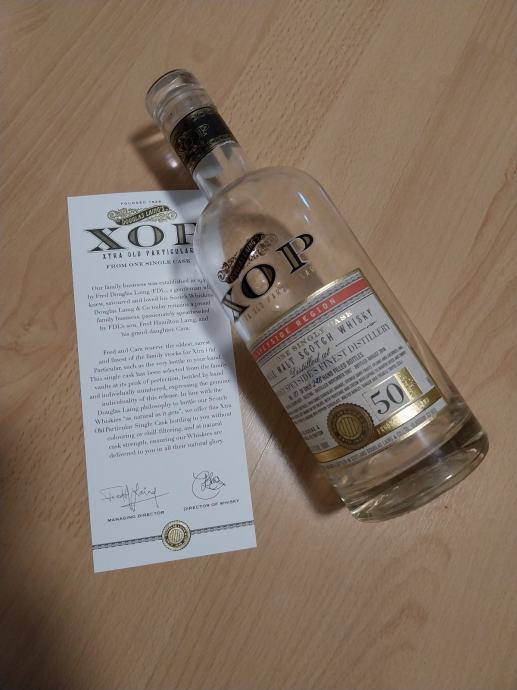 FOUNDED 1948
DOUGLAS LAING'S
XOP
XTRA OLD PARTICULAR
FROM ONE SINGLE CASK
Our family business was established in
by Fred Douglas Laing (FDL), a gentleman who
knew, savoured and loved his Scotch Whiskies.
Douglas Laing & Co today remains a proud
family business, passionately spearheaded
by FDL's son, Fred Hamilton Laing, and
his grand-daughter Cara.
Fred and Cara reserve the oldest, rarest
and finest of the family stocks for Xtra Old
Particular, such as the very bottle in your hand.
This single cask has been selected from the family
vaults at its peak of perfection, bottled by hand
and individually numbered, expressing the genuine
individuality of this release. In line with the
Douglas Laing philosophy to bottle our Scotch
Whiskies "as natural as it gets", we offer this Xtra
Old Particular Single Cask bottling to you without
colouring or chill-filtering, and at natural
cask strength, ensuring our Whiskies are
delivered to you in all their natural glory.
MANAGING DIRECTOR
DIRECTOR OF WHISKY
XOP
SPEYSIDE REGION
ONE SINGLE CASK
MALT SCOTCH WHISKY
Distilled at
SPEYSIDE'S FINEST DISTILLERY
HAND FILLED BOTTLES
50